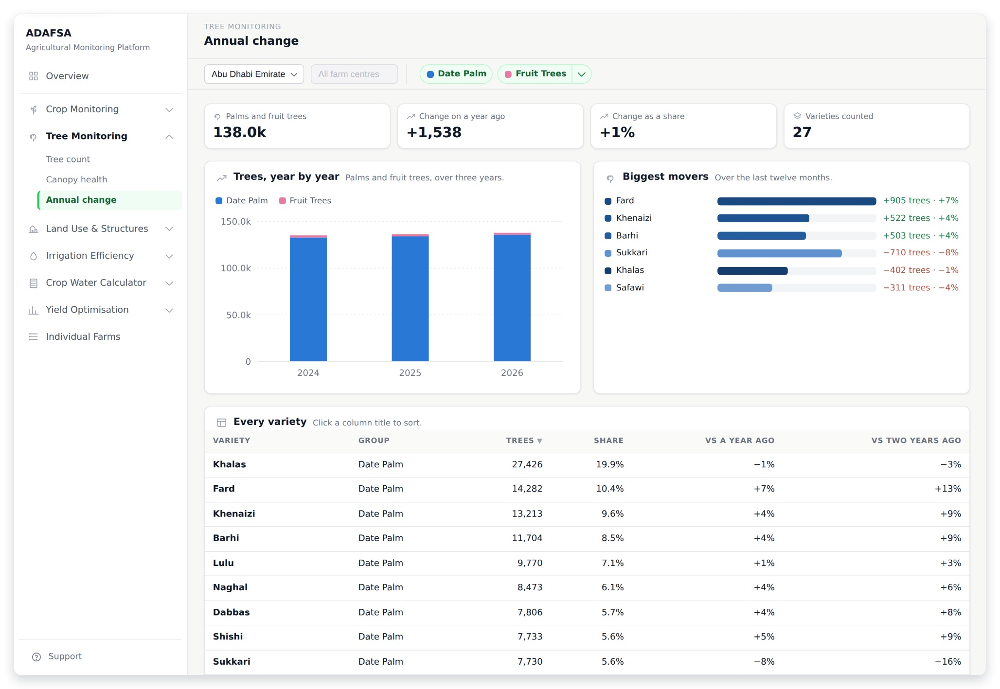 ADAFSA
Agricultural Monitoring Platform
Overview
Crop Monitoring
Tree Monitoring
Tree count
Canopy health
Annual change
Land Use & Structures
Irrigation Efficiency
Crop Water Calculator
Yield Optimisation
Individual Farms
Support
TREE MONITORING
Annual change
Abu Dhabi Emirate All farm centres Date Palm Fruit Trees
Palms and fruit trees
138.0k
Change on a year ago
+1,538
Change as a share
+1%
Varieties counted
27
Trees, year by year Palms and fruit trees, over three years.
Date Palm Fruit Trees
150.0k
100.0k
50.0k
0
2024 2025 2026
Biggest movers Over the last twelve months.
Fard +905 trees · +7%
Khenaizi +522 trees · +4%
Barhi +503 trees · +4%
Sukkari −710 trees · −8%
Khalas −402 trees · −1%
Safawi −311 trees · −4%
Every variety Click a column title to sort.
VARIETY GROUP TREES ▼ SHARE VS A YEAR AGO VS TWO YEARS AGO
Khalas Date Palm 27,426 19.9% −1% −3%
Fard Date Palm 14,282 10.4% +7% +13%
Khenaizi Date Palm 13,213 9.6% +4% +9%
Barhi Date Palm 11,704 8.5% +4% +9%
Lulu Date Palm 9,770 7.1% +1% +3%
Naghal Date Palm 8,473 6.1% +4% +6%
Dabbas Date Palm 7,806 5.7% +4% +8%
Shishi Date Palm 7,733 5.6% +5% +9%
Sukkari Date Palm 7,730 5.6% −8% −16%